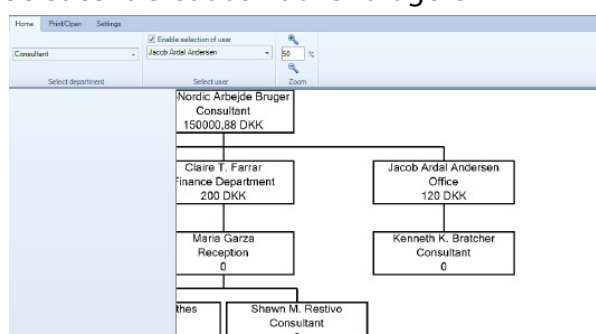 Home Print/Open Settings
Enable selection of user
Consultant
Jacob Ardal Andersen
50 %
Select department
Select user
Zoom
Nordic Arbejde Bruger
Consultant
150000,88 DKK
Claire T. Farrar
Finance Department
200 DKK
Jacob Ardal Andersen
Office
120 DKK
Maria Garza
Reception
0
Kenneth K. Bratcher
Consultant
0
thes
Shawn M. Restivo
Consultant